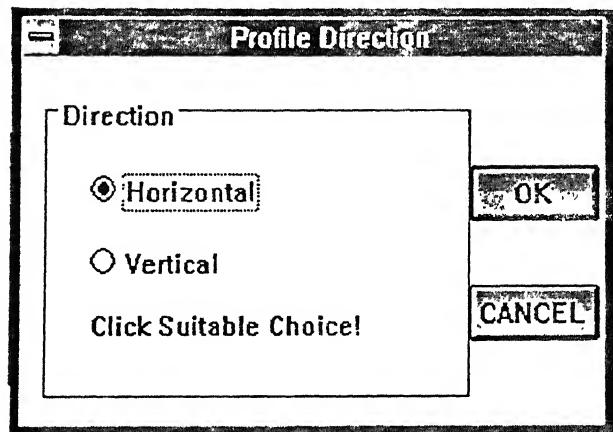 Profile Direction
Direction
Horizontal
OK
Vertical
Click Suitable Choice!
CANCEL